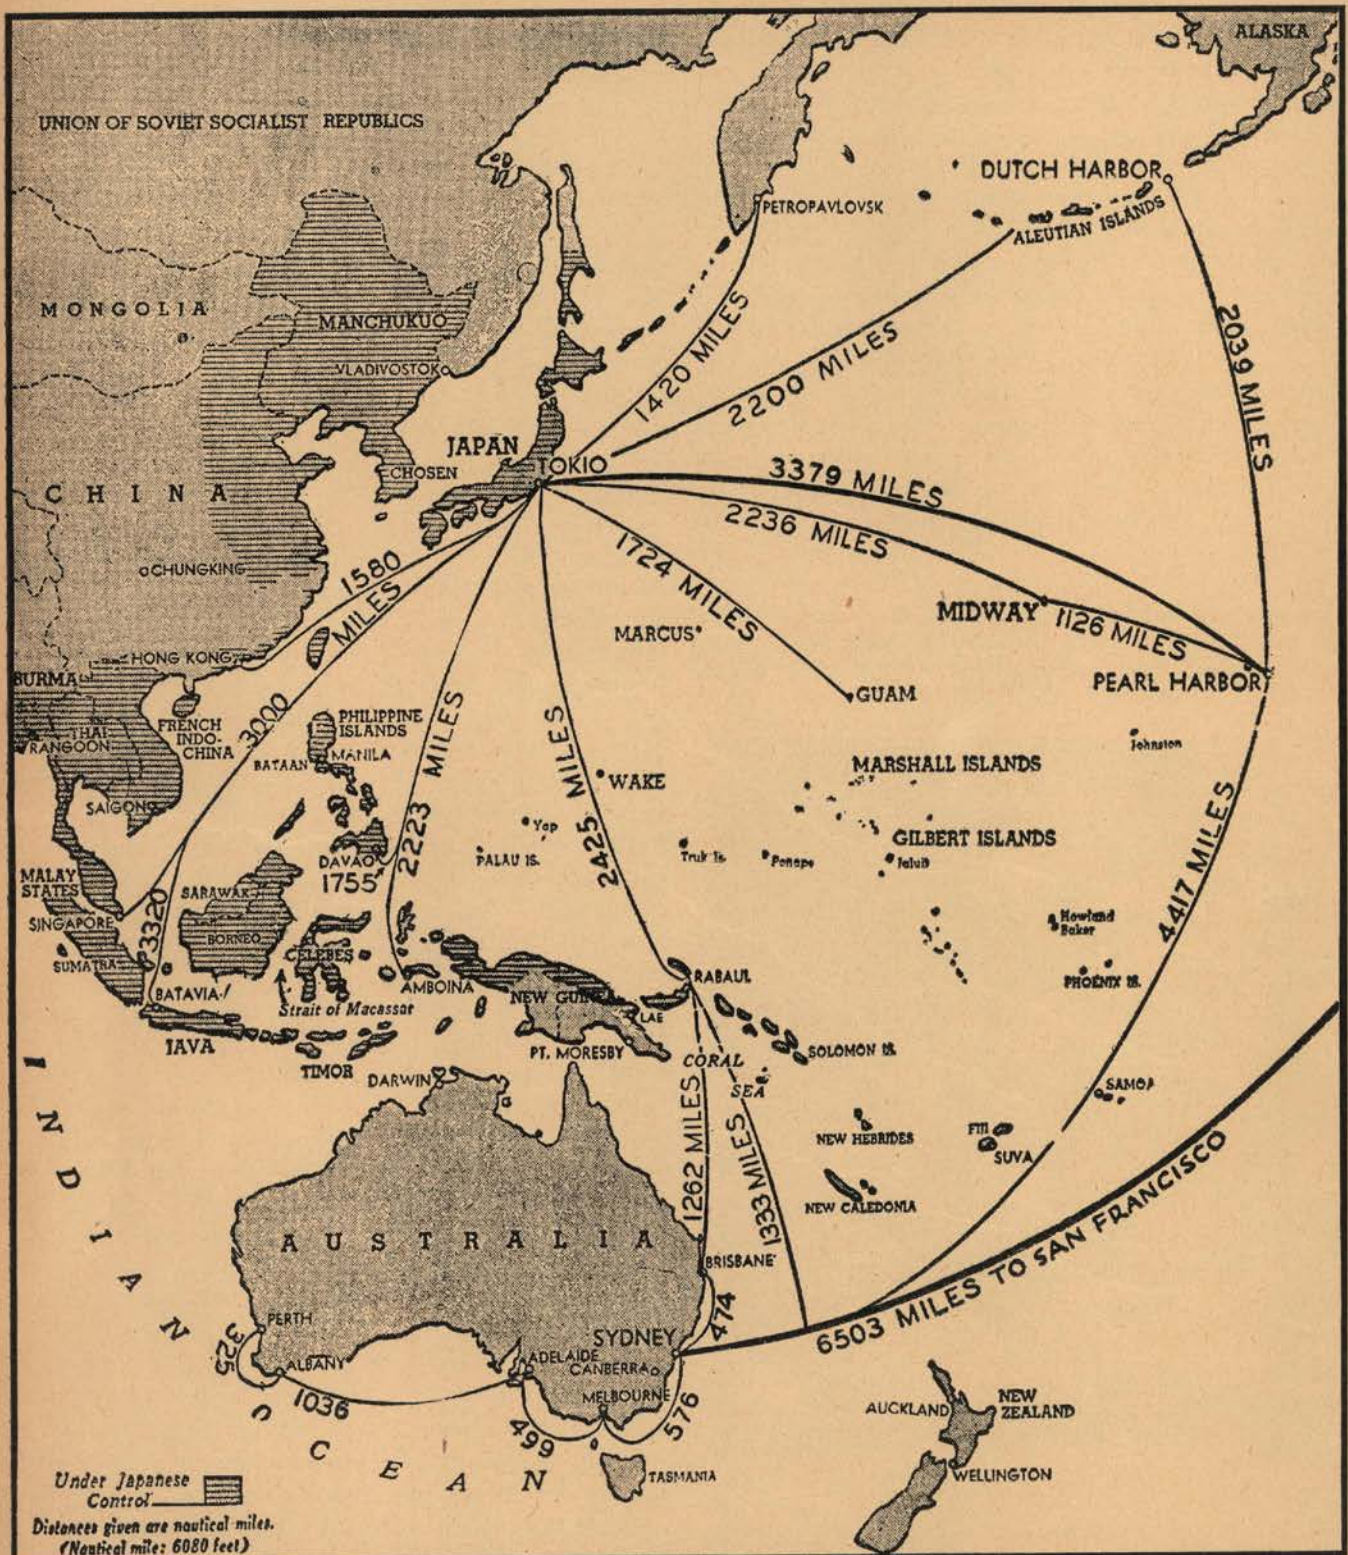 ALASKA
UNION OF SOVIET SOCIALIST REPUBLICS
DUTCH HARBOR
PETROPAVLOVSK
ALEUTIAN ISLANDS
MONGOLIA
MANCHUKUO
VLADIVOSTOK
1420 MILES
2200 MILES
2039 MILES
JAPAN
TOKIO
CHOSEN
CHINA
3379 MILES
2236 MILES
1724 MILES
CHUNGKING
1580
MILES
3000
MARCUS
MIDWAY
1126 MILES
PEARL HARBOR
HONG KONG
BURMA
GUAM
FRENCH
INDO-
CHINA
PHILIPPINE
ISLANDS
THAI
RANGOON
BATAAN
MANILA
Johnston
2223 MILES
2425 MILES
WAKE
MARSHALL ISLANDS
SAIGON
Yap
GILBERT ISLANDS
DAVAO
1755
PALAU IS.
Truk Is.
Ponape
Jaluit
4417 MILES
MALAY
STATES
SARAWAK
SINGAPORE
3320
BORNEO
CELEBES
Howland
Baker
SUMATRA
BATAVIA
AMBOINA
RABAUL
PHOENIX IS.
Strait of Macassar
NEW GUINEA
LAE
JAVA
PT. MORESBY
SOLOMON IS.
TIMOR
DARWIN
CORAL
SEA
SAMOA
1262 MILES
1333 MILES
NEW HEBRIDES
FIJI
SUVA
NEW CALEDONIA
AUSTRALIA
BRISBANE
474
6503 MILES TO SAN FRANCISCO
PERTH
325
ALBANY
1036
ADELAIDE
SYDNEY
CANBERRA
MELBOURNE
499
576
AUCKLAND
NEW
ZEALAND
TASMANIA
WELLINGTON
INDIAN OCEAN
Under Japanese
Control
Distances given are nautical miles.
(Nautical mile: 6080 feet)